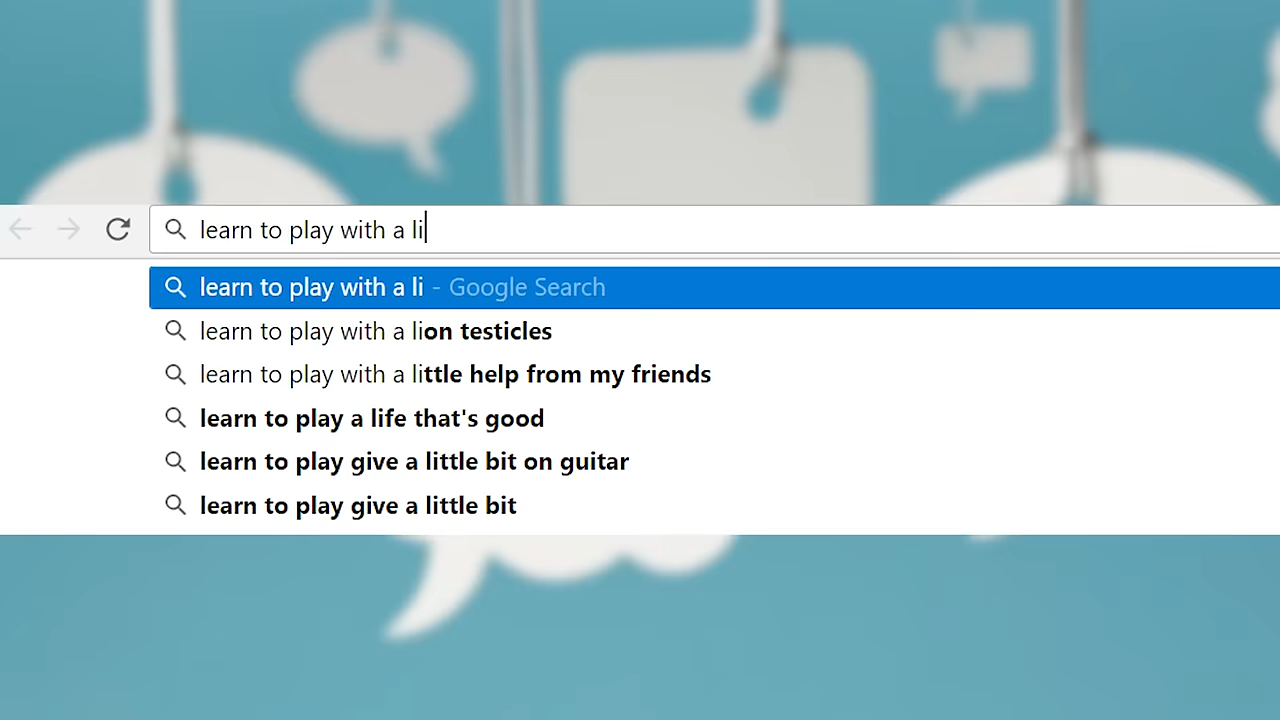 learn to play with a li
learn to play with a li - Google Search
learn to play with a lion testicles
learn to play with a little help from my friends
learn to play a life that's good
learn to play give a little bit on guitar
learn to play give a little bit